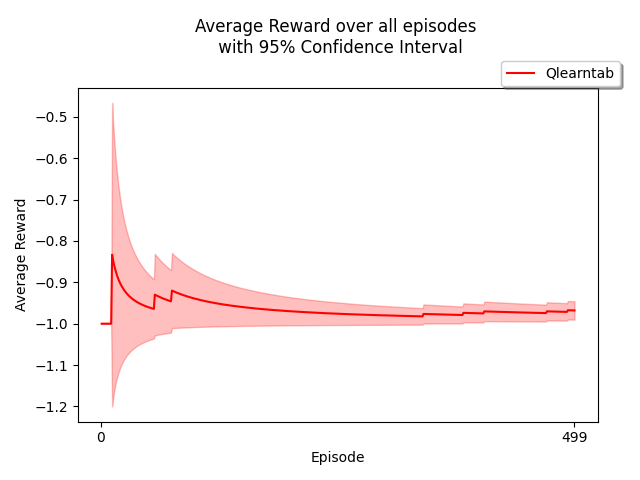 Average Reward over all episodes
with 95% Confidence Interval
Qlearntab
−0.5
−0.6
−0.7
−0.8
−0.9
−1.0
−1.1
−1.2
Average Reward
0
499
Episode